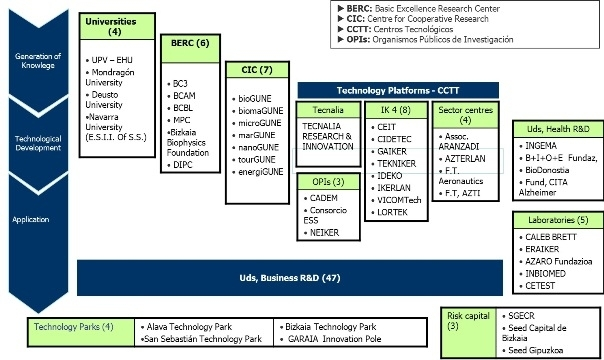 ▶ BERC: Basic Excellence Research Center
▶ CIC: Centre for Cooperative Research
▶ CCTT: Centros Tecnológicos
▶ OPIs: Organismos Públicos de Investigación
Generation of
Knowlege
Technological
Development
Application
Universities
(4)
• UPV – EHU
• Mondragón
University
• Deusto
University
• Navarra
University
(E.S.I.I. Of S.S.)
BERC (6)
• BC3
• BCAM
• BCBL
• MPC
• Bizkaia
Biophysics
Foundation
• DIPC
CIC (7)
• bioGUNE
• biomaGUNE
• microGUNE
• marGUNE
• nanoGUNE
• tourGUNE
• energiGUNE
Technology Platforms - CCTT
Tecnalia
TECNALIA
RESEARCH &
INNOVATION
OPIs (3)
• CADEM
• Consorcio
ESS
• NEIKER
IK 4 (8)
• CEIT
• CIDETEC
• GAIKER
• TEKNIKER
• IDEKO
• IKERLAN
• VICOMTech
• LORTEK
Sector centres
(4)
• Assoc.
ARANZADI
• AZTERLAN
• F.T.
Aeronautics
• F.T, AZTI
Uds, Health R&D
• INGEMA
• B+I+O+E Fundaz,
• BioDonostia
• Fund, CITA
Alzheimer
Laboratories (5)
• CALEB BRETT
• ERAIKER
• AZARO Fundazioa
• INBIOMED
• CETEST
Uds, Business R&D (47)
Technology Parks (4)
• Alava Technology Park
• San Sebastián Technology Park
• Bizkaia Technology Park
• GARAIA Innovation Pole
Risk capital
(3)
• SGECR
• Seed Capital de
Bizkaia
• Seed Gipuzkoa